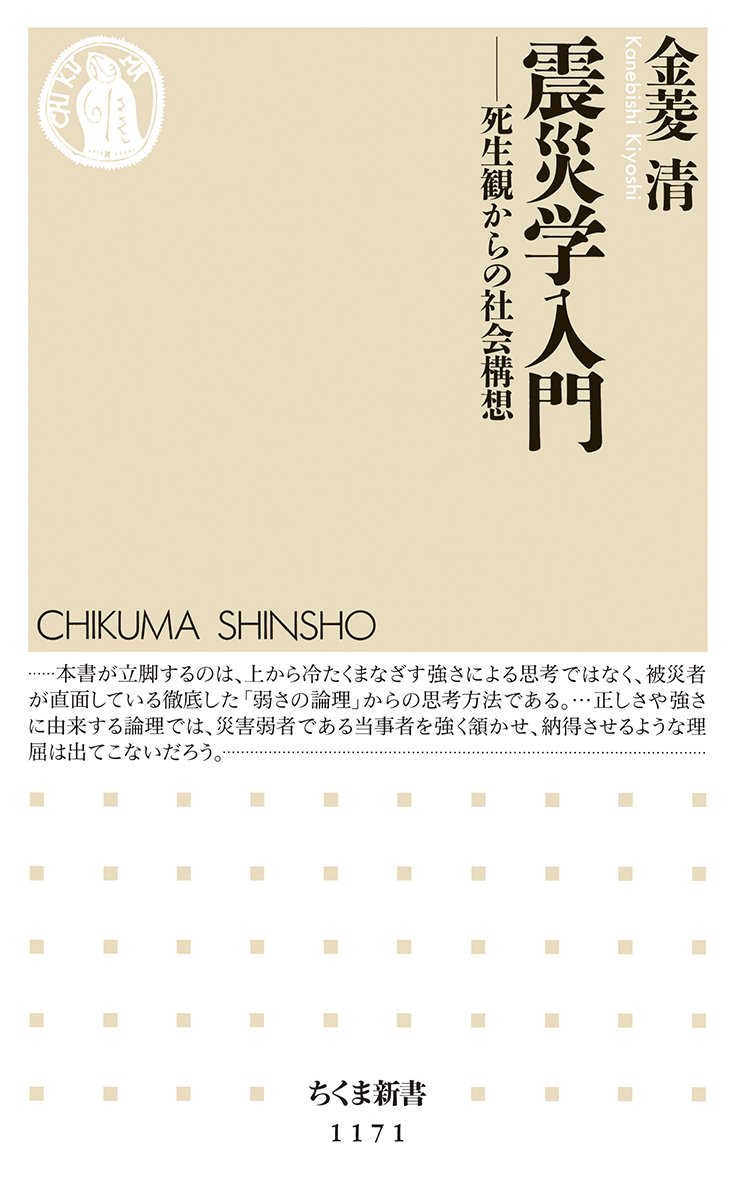 金菱 清
Kanebishi Kiyoshi
震災学入門
──死生観からの社会構想
CHIKUMA
CHIKUMA SHINSHO
……本書が立脚するのは、上から冷たくまなざす強さによる思考ではなく、被災者
が直面している徹底した「弱さの論理」からの思考方法である。…正しさや強さ
に由来する論理では、災害弱者である当事者を強く頷かせ、納得させるような理
屈は出てこないだろう。……
ちくま新書
1171